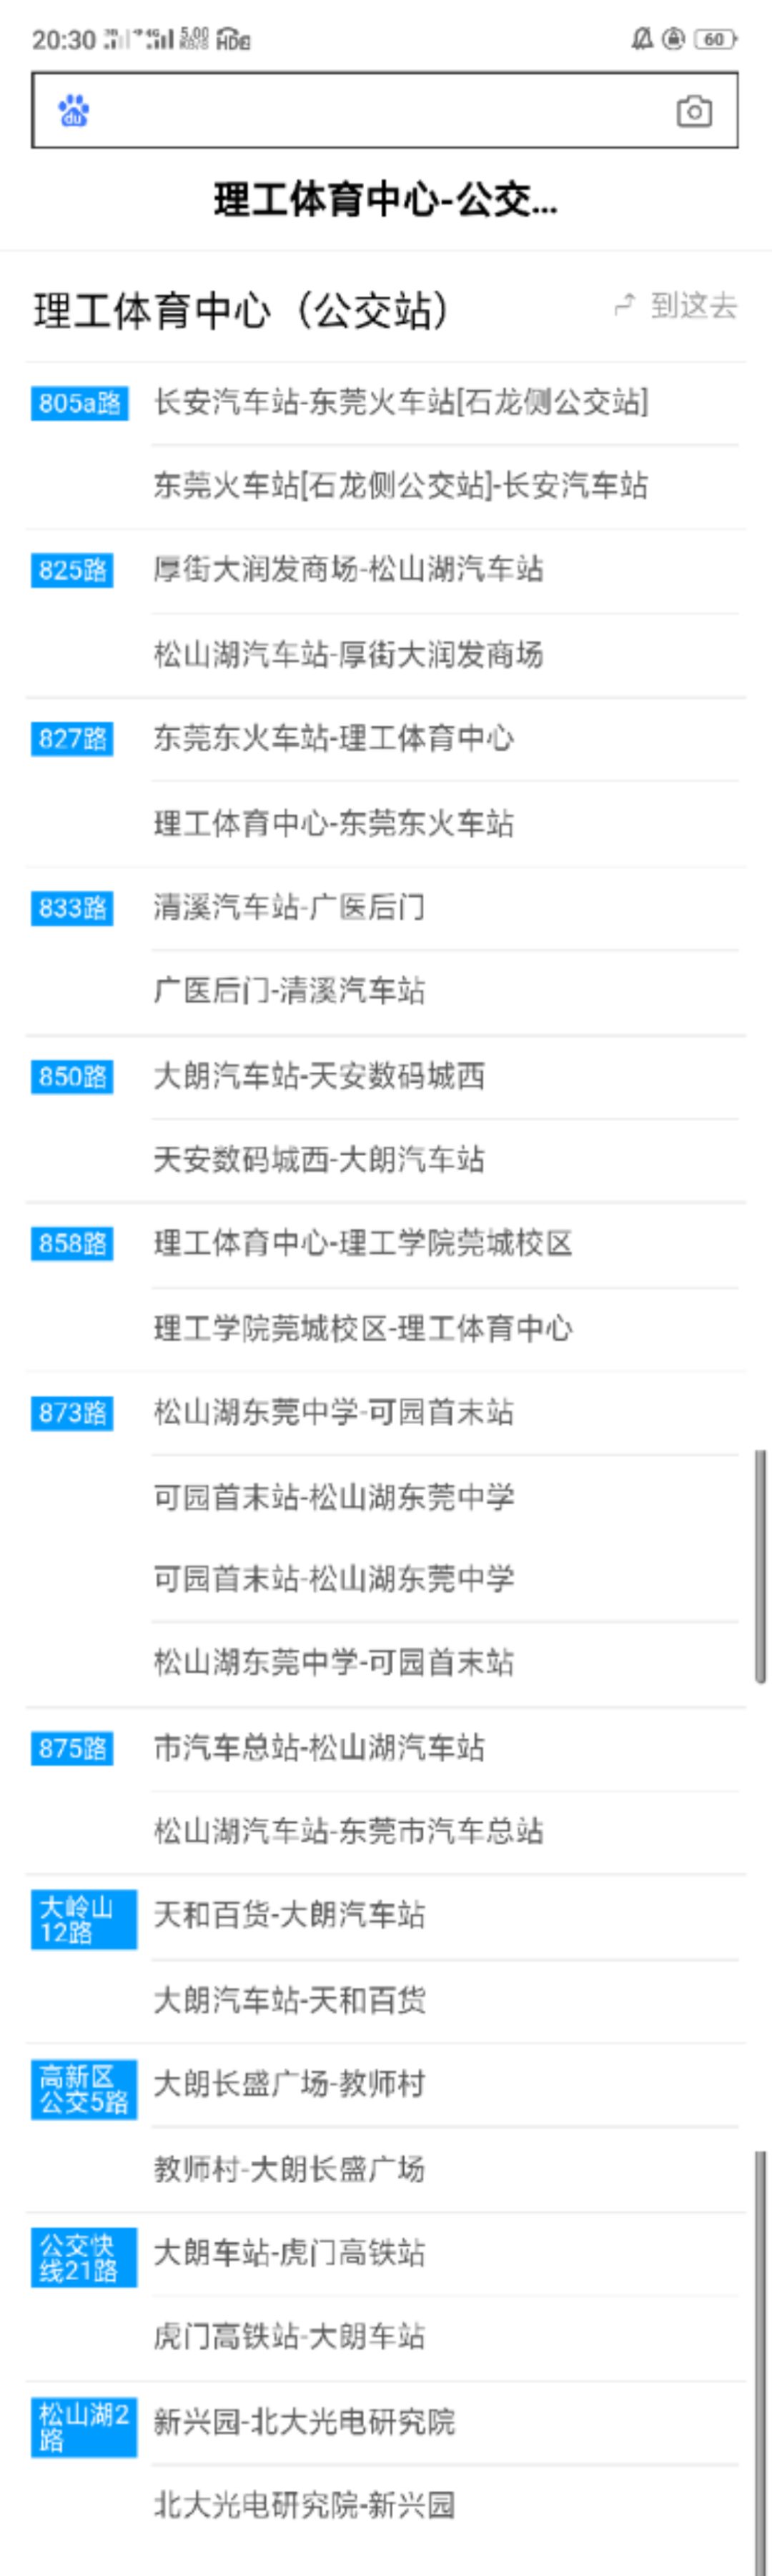 20:30 5.00 KB/S HD 60
du
理工体育中心-公交...
理工体育中心（公交站） 到这去
805a路 长安汽车站-东莞火车站[石龙侧公交站]
东莞火车站[石龙侧公交站]-长安汽车站
825路 厚街大润发商场-松山湖汽车站
松山湖汽车站-厚街大润发商场
827路 东莞东火车站-理工体育中心
理工体育中心-东莞东火车站
833路 清溪汽车站-广医后门
广医后门-清溪汽车站
850路 大朗汽车站-天安数码城西
天安数码城西-大朗汽车站
858路 理工体育中心-理工学院莞城校区
理工学院莞城校区-理工体育中心
873路 松山湖东莞中学-可园首末站
可园首末站-松山湖东莞中学
可园首末站-松山湖东莞中学
松山湖东莞中学-可园首末站
875路 市汽车总站-松山湖汽车站
松山湖汽车站-东莞市汽车总站
大岭山
12路 天和百货-大朗汽车站
大朗汽车站-天和百货
高新区
公交5路 大朗长盛广场-教师村
教师村-大朗长盛广场
公交快
线21路 大朗车站-虎门高铁站
虎门高铁站-大朗车站
松山湖2
路 新兴园-北大光电研究院
北大光电研究院-新兴园